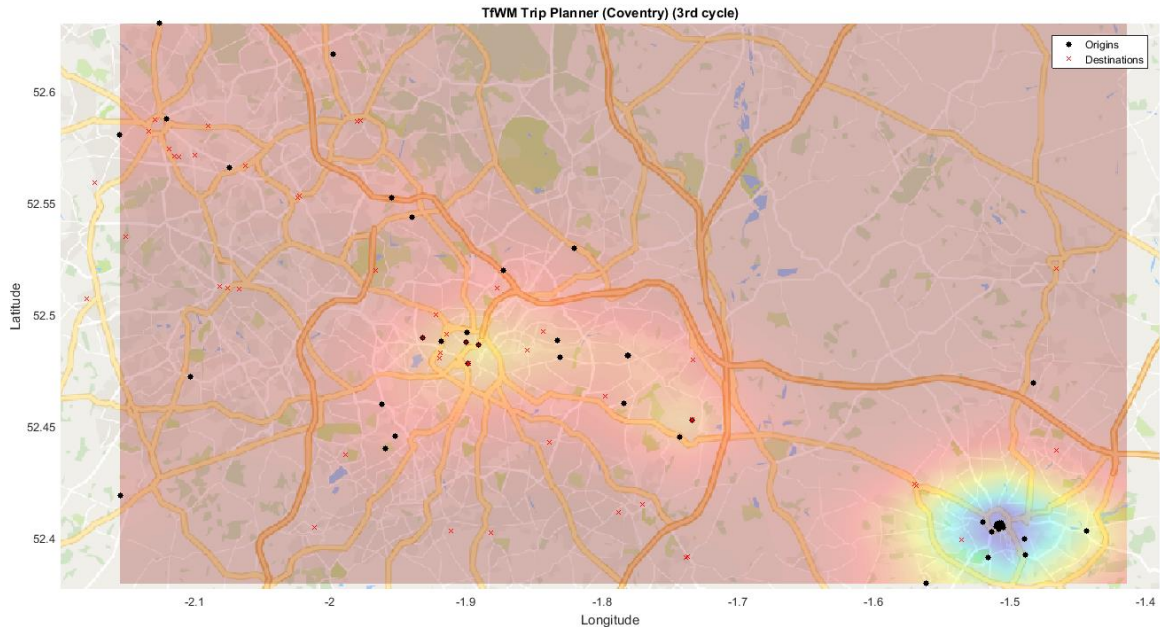 TfWM Trip Planner (Coventry) (3rd cycle)
Origins
Destinations
Latitude
52.6
52.55
52.5
52.45
52.4
-2.1
-2
-1.9
-1.8
-1.7
-1.6
-1.5
-1.4
Longitude